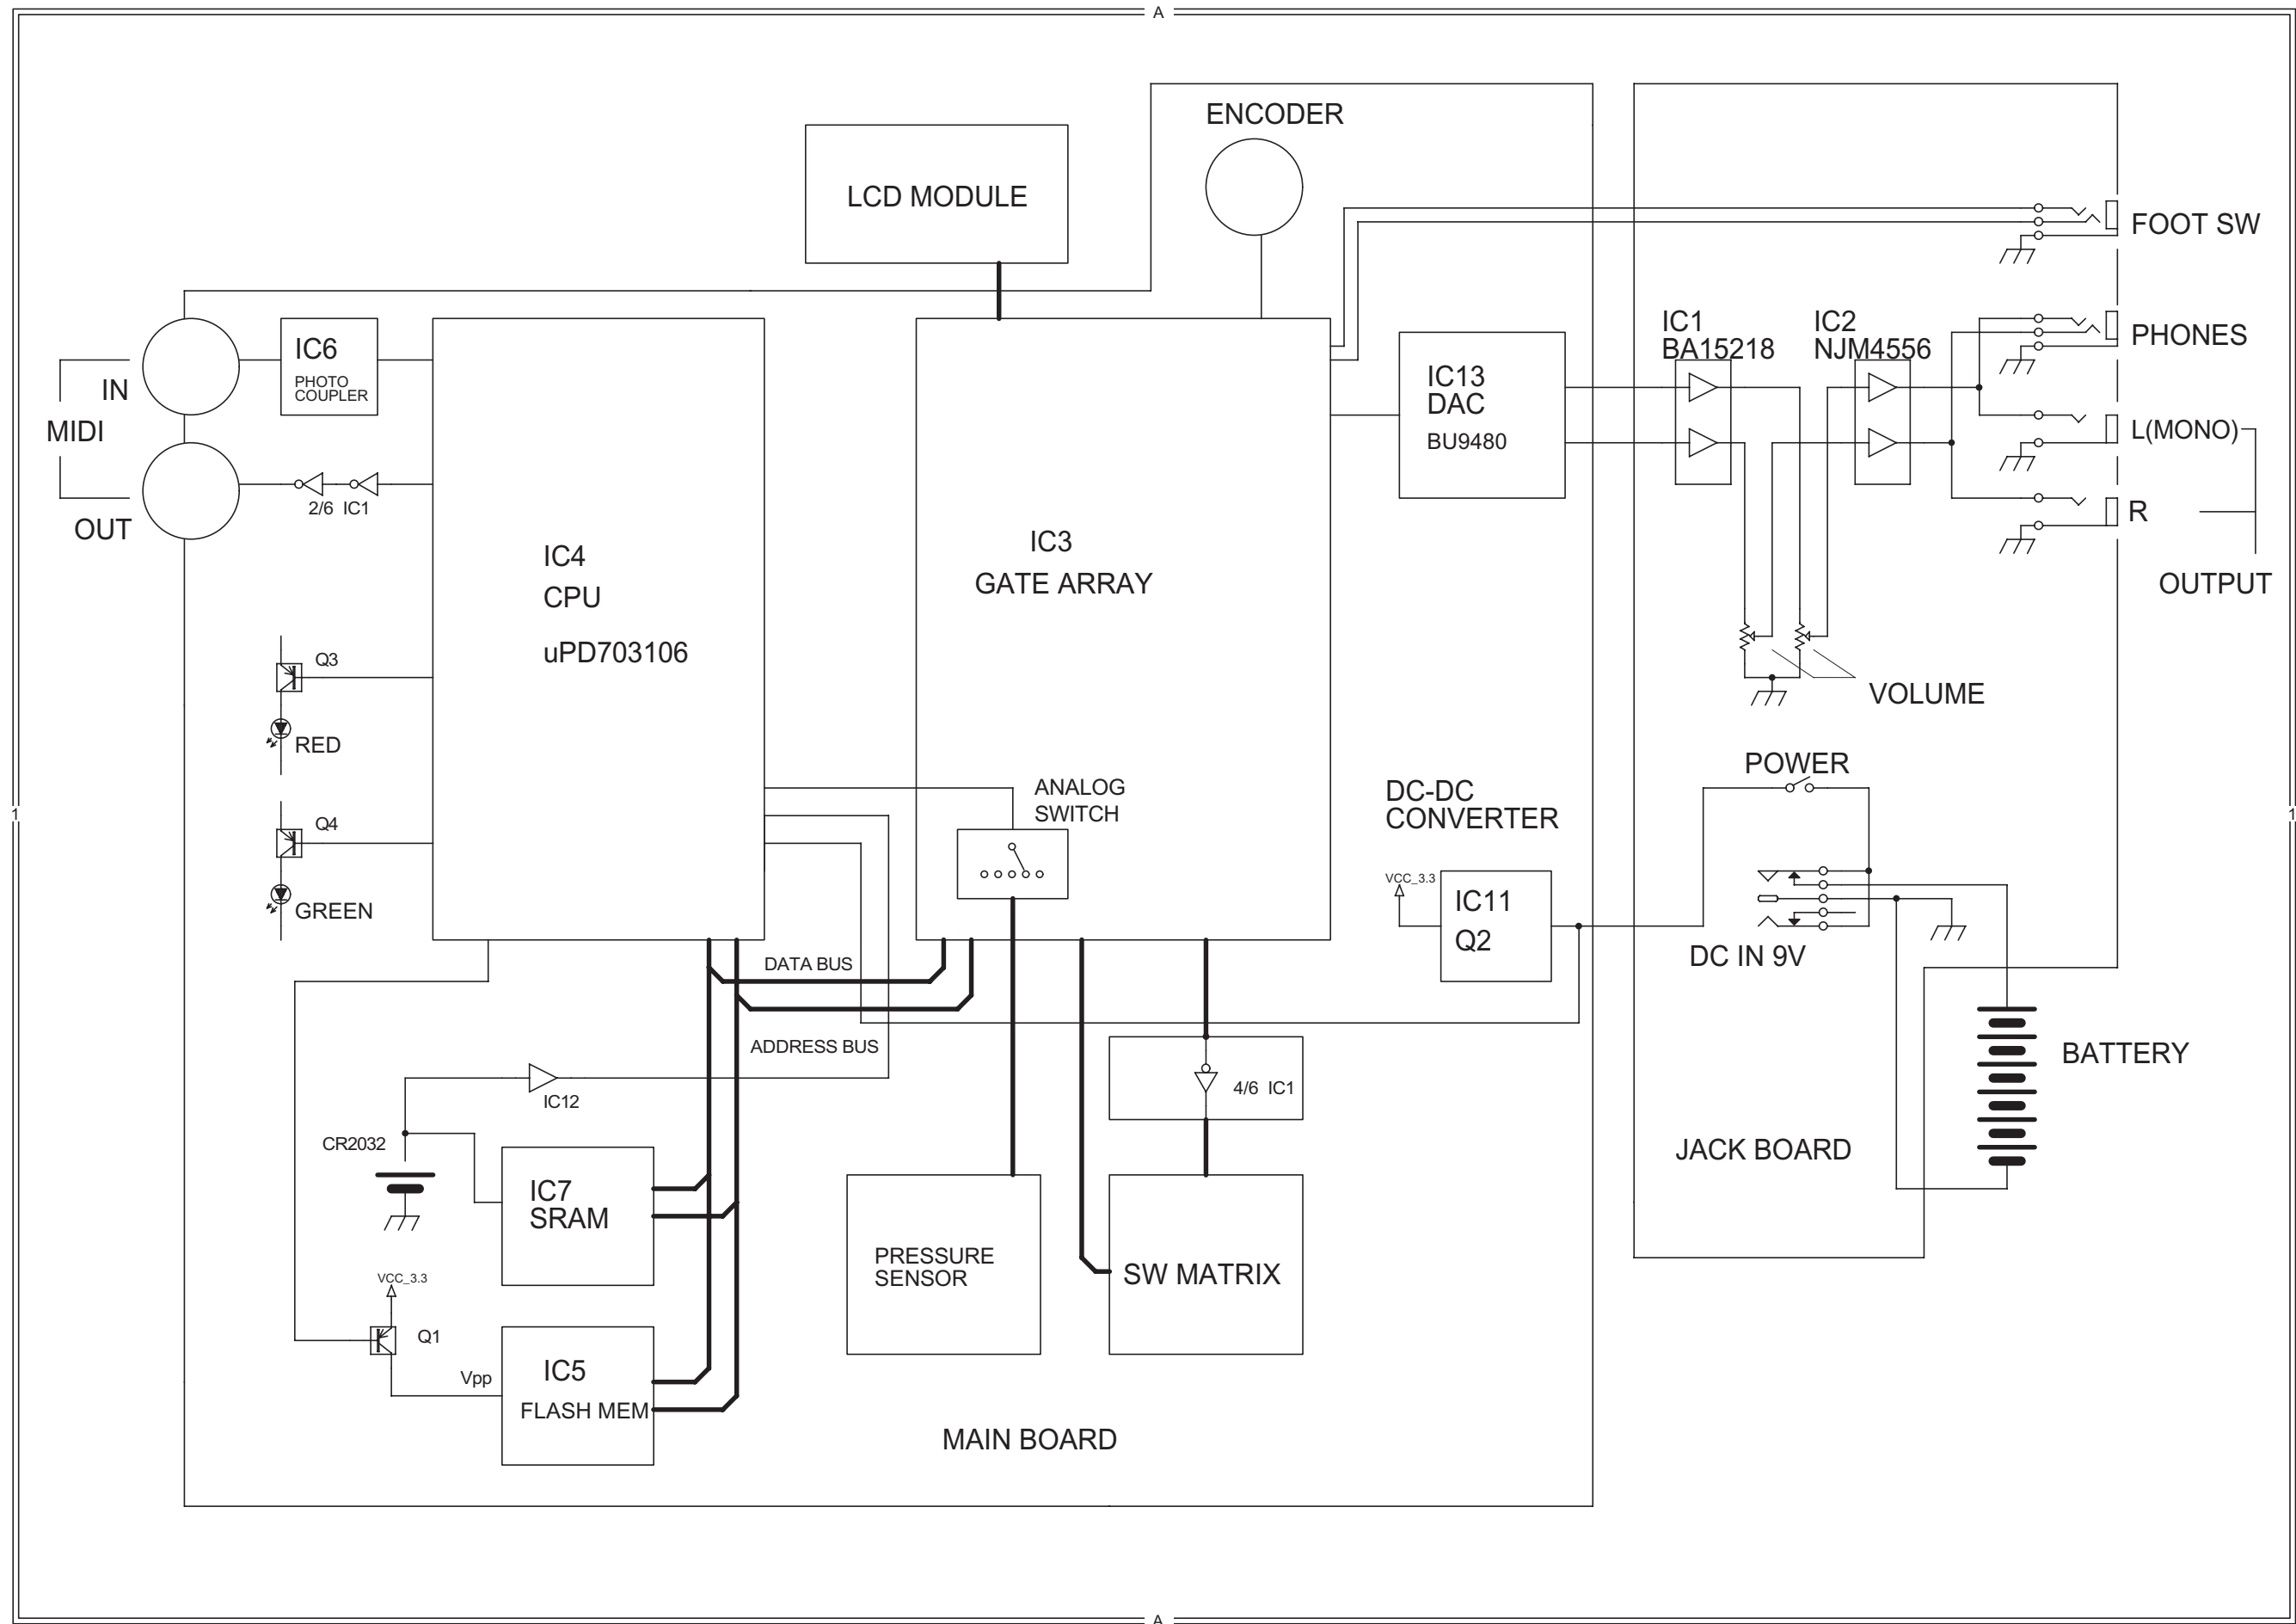 A
ENCODER
LCD MODULE
FOOT SW
IC6
PHOTO
COUPLER
IN
MIDI
OUT
2/6 IC1
IC4
CPU
uPD703106
IC3
GATE ARRAY
IC13
DAC
BU9480
IC1
BA15218
IC2
NJM4556
PHONES
L(MONO)
R
OUTPUT
VOLUME
Q3
RED
Q4
GREEN
1
1
ANALOG
SWITCH
DC-DC
CONVERTER
VCC_3.3
IC11
Q2
POWER
DC IN 9V
DATA BUS
ADDRESS BUS
IC12
CR2032
IC7
SRAM
VCC_3.3
Q1
Vpp
IC5
FLASH MEM
PRESSURE
SENSOR
4/6 IC1
SW MATRIX
BATTERY
JACK BOARD
MAIN BOARD
A